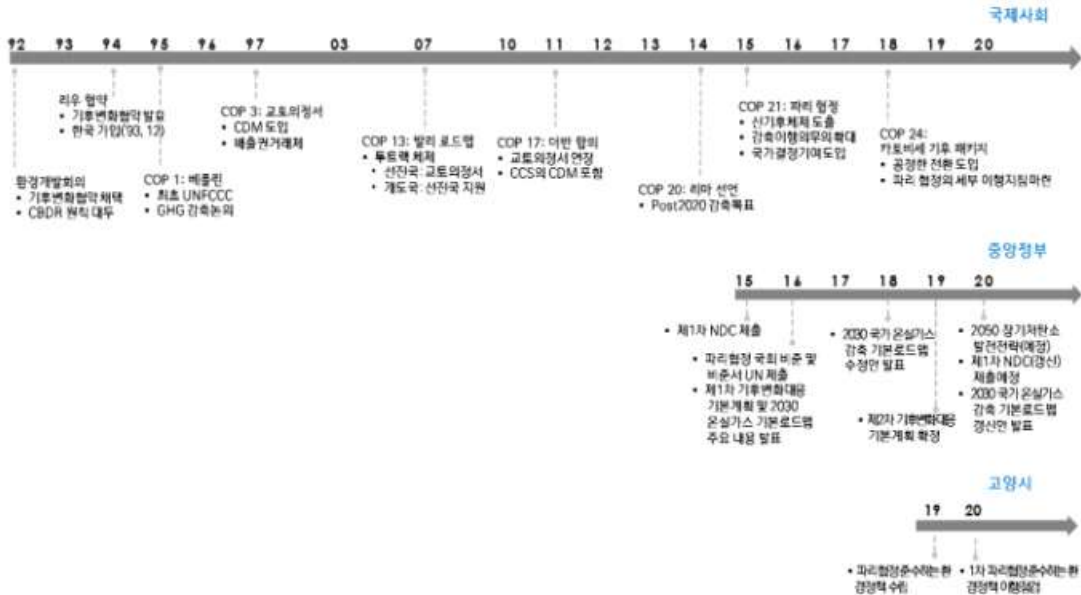 국제사회
92 93 94 95 96 97 03 07 10 11 12 13 14 15 16 17 18 19 20
리우 협약
• 기후변화협약 발효
• 한국 가입('93, 12)
환경개발회의
• 기후변화협약 채택
• CBDR 원칙 대두
COP 1: 베를린
• 최초 UNFCCC
• GHG 감축논의
COP 3: 교토의정서
• CDM 도입
• 배출권거래제
COP 13: 발리 로드맵
• 투트랙 체제
• 선진국: 교토의정서
• 개도국: 선진국 지원
COP 17: 더반 합의
• 교토의정서 연장
• CCS의 CDM 포함
COP 20: 리마 선언
• Post2020 감축목표
COP 21: 파리 협정
• 신기후체제 도출
• 감축이행의무의확대
• 국가결정기여도입
COP 24:
카토비체 기후 패키지
• 공정한 전환 도입
• 파리 협정의 세부 이행지침 마련
중앙정부
15 16 17 18 19 20
• 제1차 NDC 제출
• 파리협정 국회 비준 및
비준서 UN 제출
• 제1차 기후변화대응
기본계획 및 2030
온실가스 기본로드맵
주요 내용 발표
• 2030 국가 온실가스
감축 기본로드맵
수정안 발표
• 제2차 기후변화대응
기본계획 확정
• 2050 장기저탄소
발전전략(예정)
• 제1차 NDC(갱신)
제출예정
• 2030 국가 온실가스
감축 기본로드맵
갱신안 발표
고양시
19 20
• 파리협정준수하는환
경정책 수립
• 1차 파리협정준수하는환
경정책 이행점검